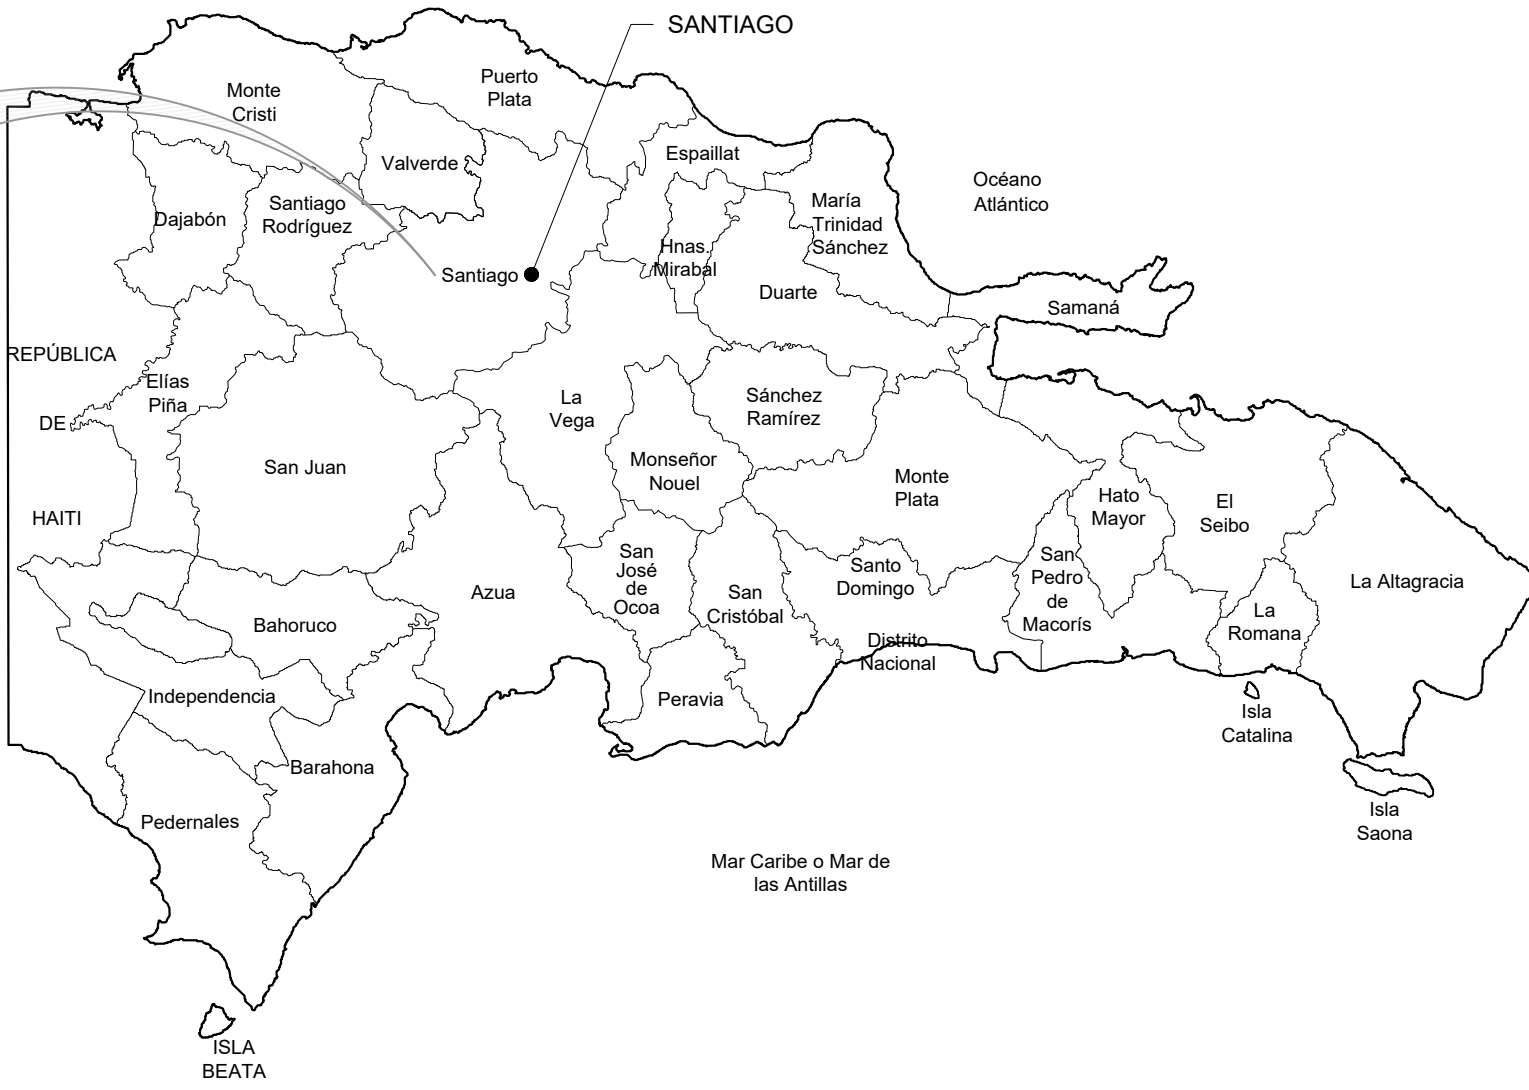 SANTIAGO
Monte
Cristi
Puerto
Plata
Valverde
Espaillat
Dajabón
Santiago
Rodríguez
María
Trinidad
Sánchez
Océano
Atlántico
Hnas.
Mirabal
Santiago
Duarte
Samaná
REPÚBLICA
DE
HAITI
Elías
Piña
La
Vega
Sánchez
Ramírez
San Juan
Monseñor
Nouel
Monte
Plata
Hato
Mayor
El
Seibo
San
José
de
Ocoa
Santo
Domingo
San
Pedro
de
Macorís
La Altagracia
Azua
San
Cristóbal
La
Romana
Bahoruco
Distrito
Nacional
Independencia
Peravia
Isla
Catalina
Barahona
Pedernales
Isla
Saona
Mar Caribe o Mar de
las Antillas
ISLA
BEATA